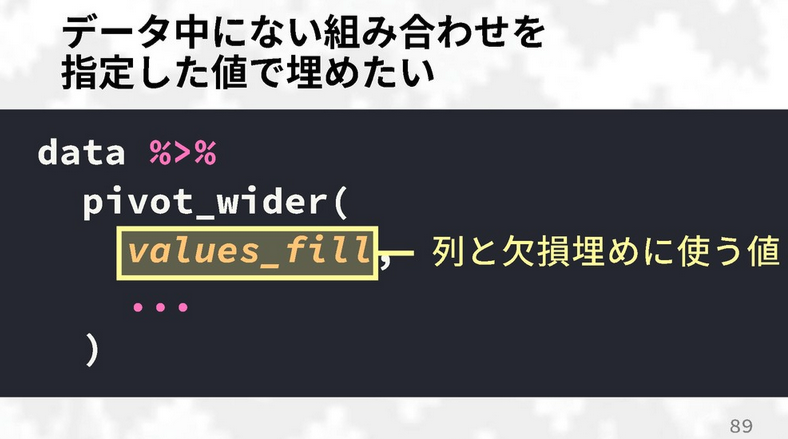 データ中にない組み合わせを
指定した値で埋めたい
data %>%
pivot_wider(
values_fill, 列と欠損埋めに使う値
...
)
89